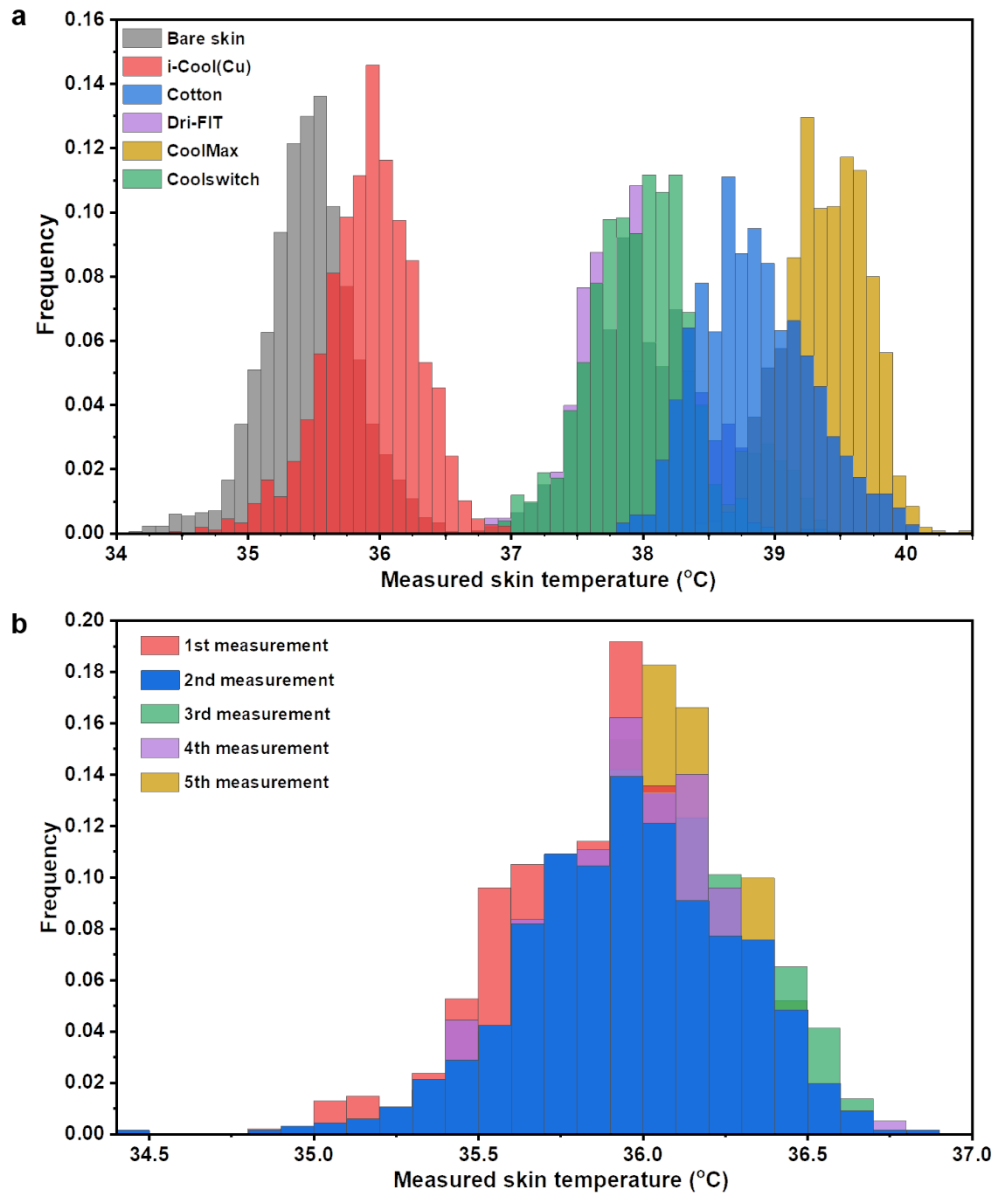 a
0.16
Bare skin
i-Cool(Cu)
Cotton
Dri-FIT
CoolMax
Coolswitch
0.14
0.12
0.10
0.08
0.06
0.04
0.02
0.00
Frequency
34 35 36 37 38 39 40
Measured skin temperature (°C)
b
0.20
1st measurement
2nd measurement
3rd measurement
4th measurement
5th measurement
0.18
0.16
0.14
0.12
0.10
0.08
0.06
0.04
0.02
0.00
Frequency
34.5 35.0 35.5 36.0 36.5 37.0
Measured skin temperature (°C)